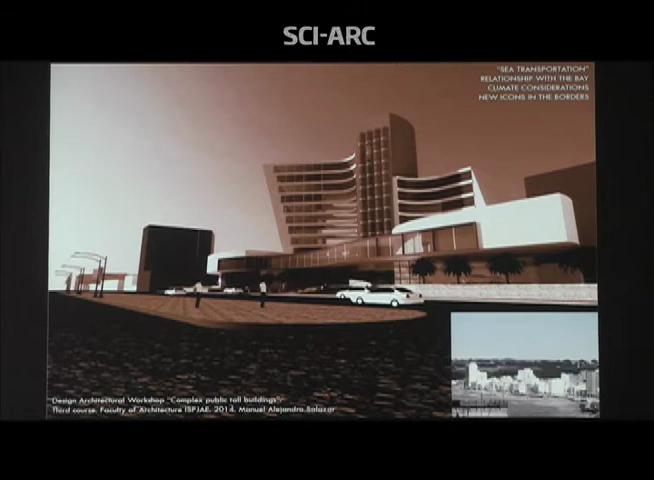 SCI-ARC
"SEA TRANSPORTATION"
RELATIONSHIP WITH THE BAY
CLIMATE CONSIDERATIONS
NEW ICONS IN THE BORDERS
Design Architectural Workshop "Complex public tall buildings".
Third course. Faculty of Architecture ISPJAE. 2014. Manuel Alejandro Salazar